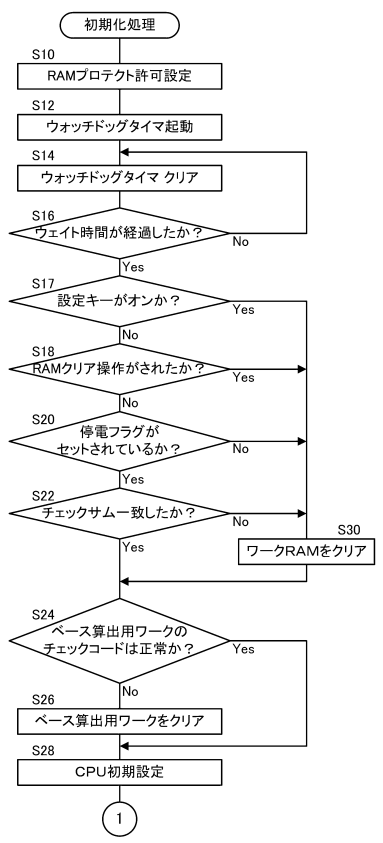 初期化処理
S10
RAMプロテクト許可設定
S12
ウォッチドッグタイマ起動
S14
ウォッチドッグタイマ クリア
S16
ウェイト時間が経過したか？
No
Yes
S17
設定キーがオンか？
Yes
No
S18
RAMクリア操作がされたか？
Yes
No
S20
停電フラグが
セットされているか？
No
Yes
S22
チェックサム一致したか？
No
Yes
S30
ワークRAMをクリア
S24
ベース算出用ワークの
チェックコードは正常か？
Yes
No
S26
ベース算出用ワークをクリア
S28
ＣＰＵ初期設定
1